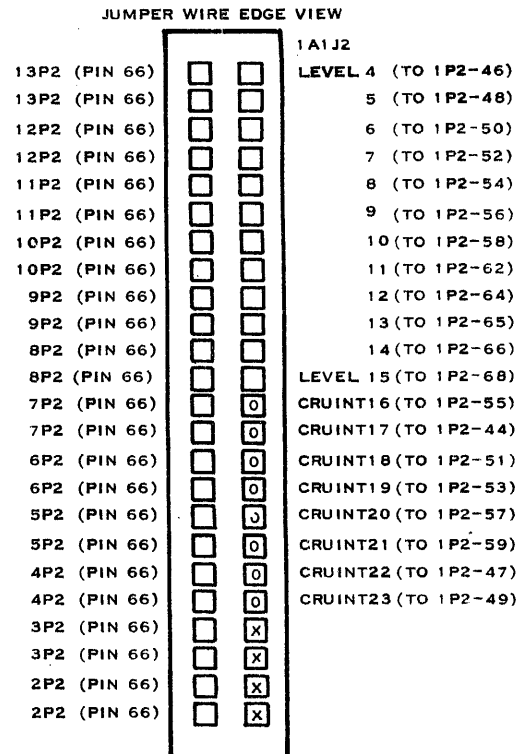 JUMPER WIRE EDGE VIEW
1A1J2
13P2 (PIN 66) LEVEL 4 (TO 1P2-46)
13P2 (PIN 66) 5 (TO 1P2-48)
12P2 (PIN 66) 6 (TO 1P2-50)
12P2 (PIN 66) 7 (TO 1P2-52)
11P2 (PIN 66) 8 (TO 1P2-54)
11P2 (PIN 66) 9 (TO 1P2-56)
10P2 (PIN 66) 10 (TO 1P2-58)
10P2 (PIN 66) 11 (TO 1P2-62)
9P2 (PIN 66) 12 (TO 1P2-64)
9P2 (PIN 66) 13 (TO 1P2-65)
8P2 (PIN 66) 14 (TO 1P2-66)
8P2 (PIN 66) LEVEL 15 (TO 1P2-68)
7P2 (PIN 66) O CRUINT16 (TO 1P2-55)
7P2 (PIN 66) O CRUINT17 (TO 1P2-44)
6P2 (PIN 66) O CRUINT18 (TO 1P2-51)
6P2 (PIN 66) O CRUINT19 (TO 1P2-53)
5P2 (PIN 66) O CRUINT20 (TO 1P2-57)
5P2 (PIN 66) O CRUINT21 (TO 1P2-59)
4P2 (PIN 66) O CRUINT22 (TO 1P2-47)
4P2 (PIN 66) O CRUINT23 (TO 1P2-49)
3P2 (PIN 66) X
3P2 (PIN 66) X
2P2 (PIN 66) X
2P2 (PIN 66) X